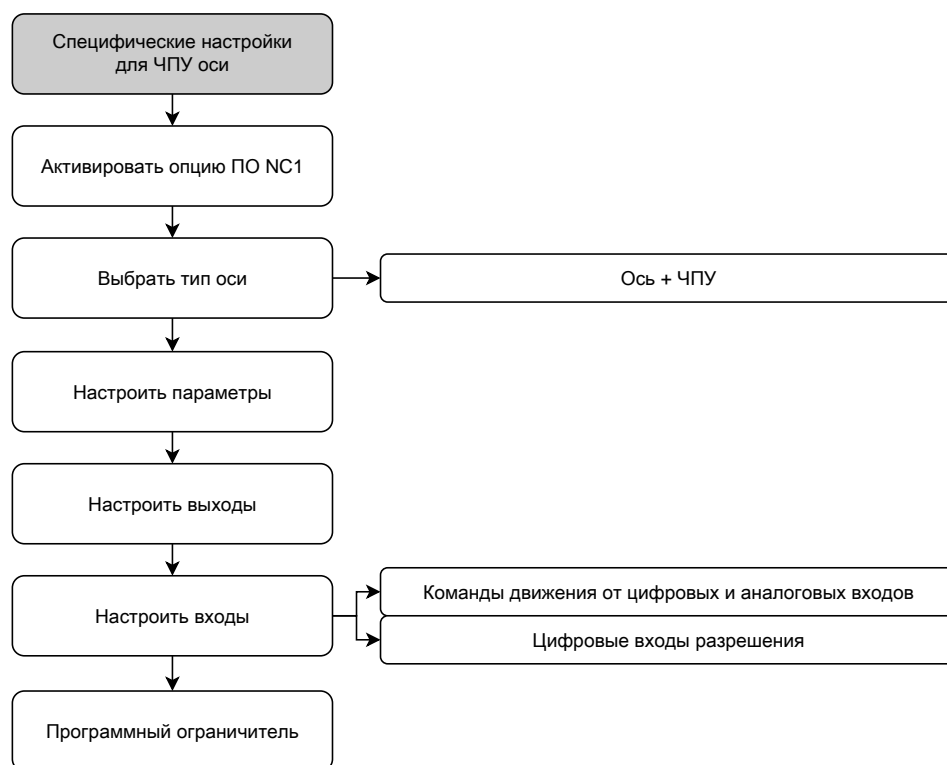 Специфические настройки
для ЧПУ оси
Активировать опцию ПО NC1
Выбрать тип оси
Ось + ЧПУ
Настроить параметры
Настроить выходы
Настроить входы
Команды движения от цифровых и аналоговых входов
Цифровые входы разрешения
Программный ограничитель